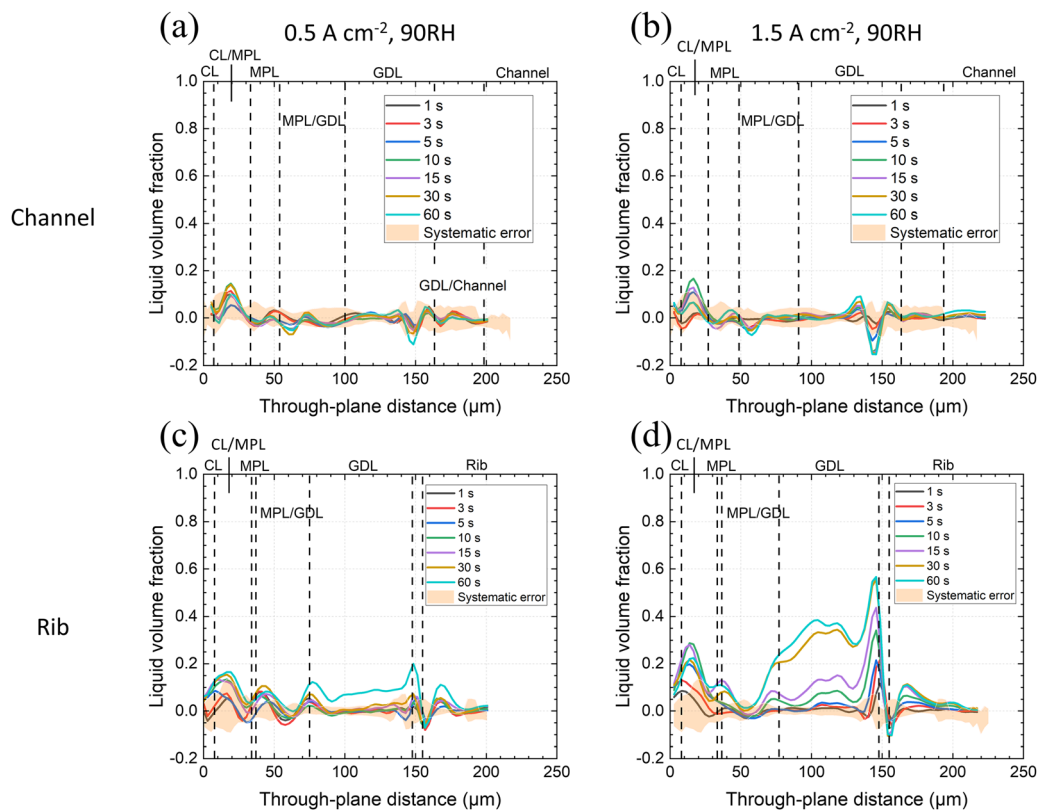 (a) 0.5 A cm-2, 90RH
CL/MPL
CL MPL GDL Channel
1.0
0.8
0.6
0.4
0.2
0.0
-0.2
Liquid volume fraction
MPL/GDL
1 s
3 s
5 s
10 s
15 s
30 s
60 s
Systematic error
GDL/Channel
0 50 100 150 200 250
Through-plane distance (μm)
Channel
(b) 1.5 A cm-2, 90RH
CL/MPL
CL MPL GDL Channel
1.0
0.8
0.6
0.4
0.2
0.0
-0.2
Liquid volume fraction
MPL/GDL
1 s
3 s
5 s
10 s
15 s
30 s
60 s
Systematic error
0 50 100 150 200 250
Through-plane distance (μm)
(c)
CL/MPL
CL MPL GDL Rib
1.0
0.8
0.6
0.4
0.2
0.0
-0.2
Liquid volume fraction
MPL/GDL
1 s
3 s
5 s
10 s
15 s
30 s
60 s
Systematic error
0 50 100 150 200 250
Through-plane distance (μm)
Rib
(d)
CL/MPL
CL MPL GDL Rib
1.0
0.8
0.6
0.4
0.2
0.0
-0.2
Liquid volume fraction
MPL/GDL
1 s
3 s
5 s
10 s
15 s
30 s
60 s
Systematic error
0 50 100 150 200 250
Through-plane distance (μm)